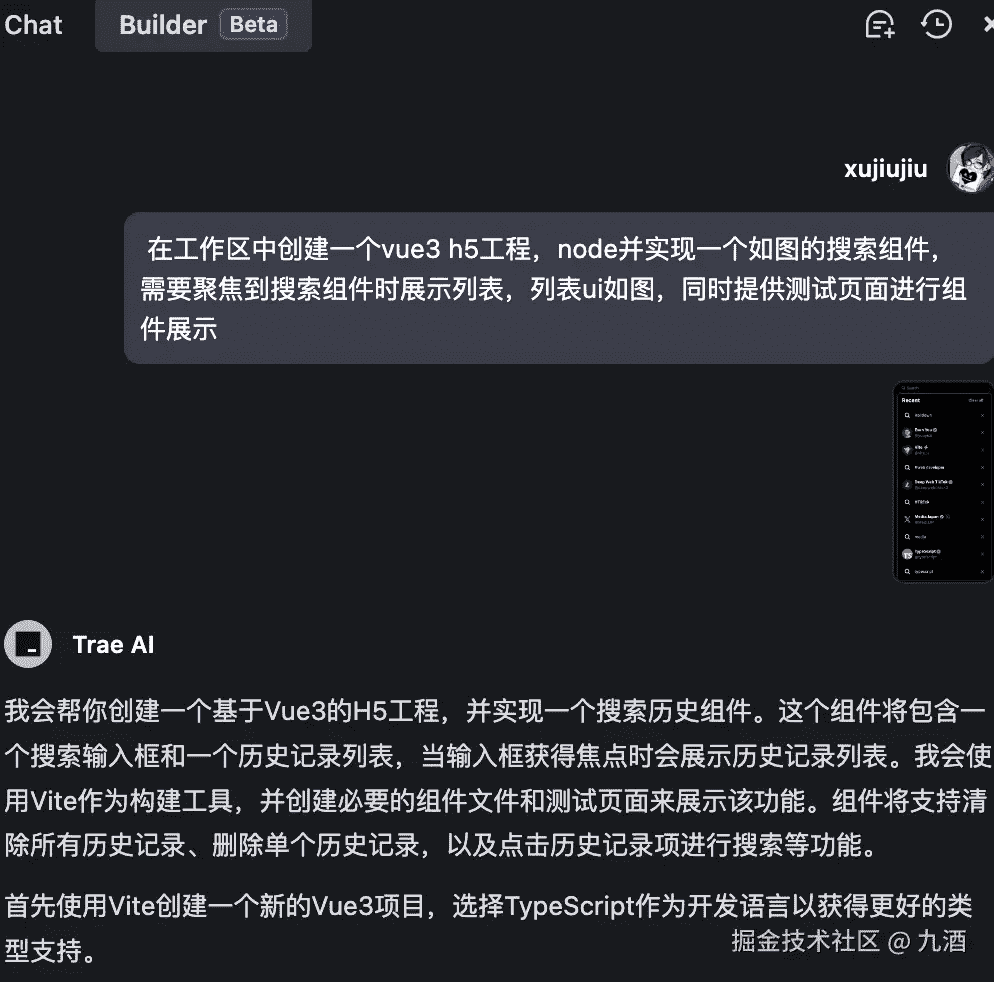 Chat
Builder Beta
xujiujiu
在工作区中创建一个vue3 h5工程，node并实现一个如图的搜索组件，
需要聚焦到搜索组件时展示列表，列表ui如图，同时提供测试页面进行组
件展示
Search
Recent
Clear all
Trae AI
我会帮你创建一个基于Vue3的H5工程，并实现一个搜索历史组件。这个组件将包含一
个搜索输入框和一个历史记录列表，当输入框获得焦点时会展示历史记录列表。我会使
用Vite作为构建工具，并创建必要的组件文件和测试页面来展示该功能。组件将支持清
除所有历史记录、删除单个历史记录，以及点击历史记录项进行搜索等功能。
首先使用Vite创建一个新的Vue3项目，选择TypeScript作为开发语言以获得更好的类
型支持。
掘金技术社区 @ 九酒